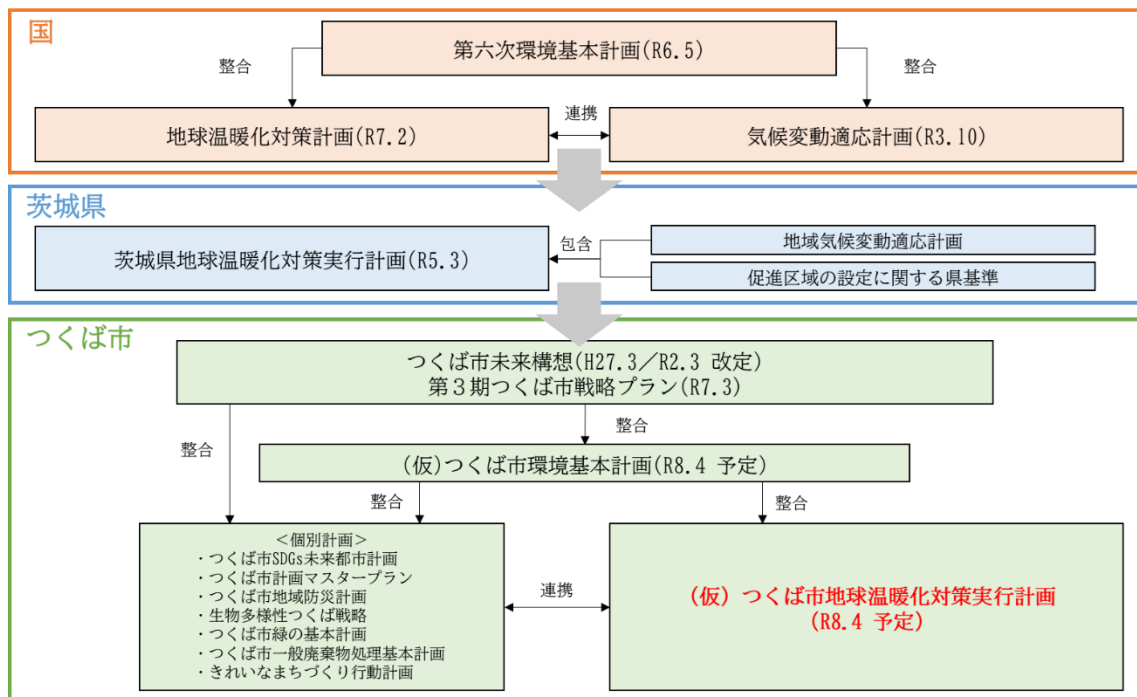 国
第六次環境基本計画(R6.5)
整合
整合
地球温暖化対策計画(R7.2)
連携
気候変動適応計画(R3.10)
茨城県
茨城県地球温暖化対策実行計画(R5.3)
包含
地域気候変動適応計画
促進区域の設定に関する県基準
つくば市
つくば市未来構想(H27.3／R2.3 改定)
第３期つくば市戦略プラン(R7.3)
整合
整合
(仮)つくば市環境基本計画(R8.4 予定)
整合
整合
＜個別計画＞
・つくば市SDGs未来都市計画
・つくば市計画マスタープラン
・つくば市地域防災計画
・生物多様性つくば戦略
・つくば市緑の基本計画
・つくば市一般廃棄物処理基本計画
・きれいなまちづくり行動計画
連携
(仮) つくば市地球温暖化対策実行計画
(R8.4 予定)